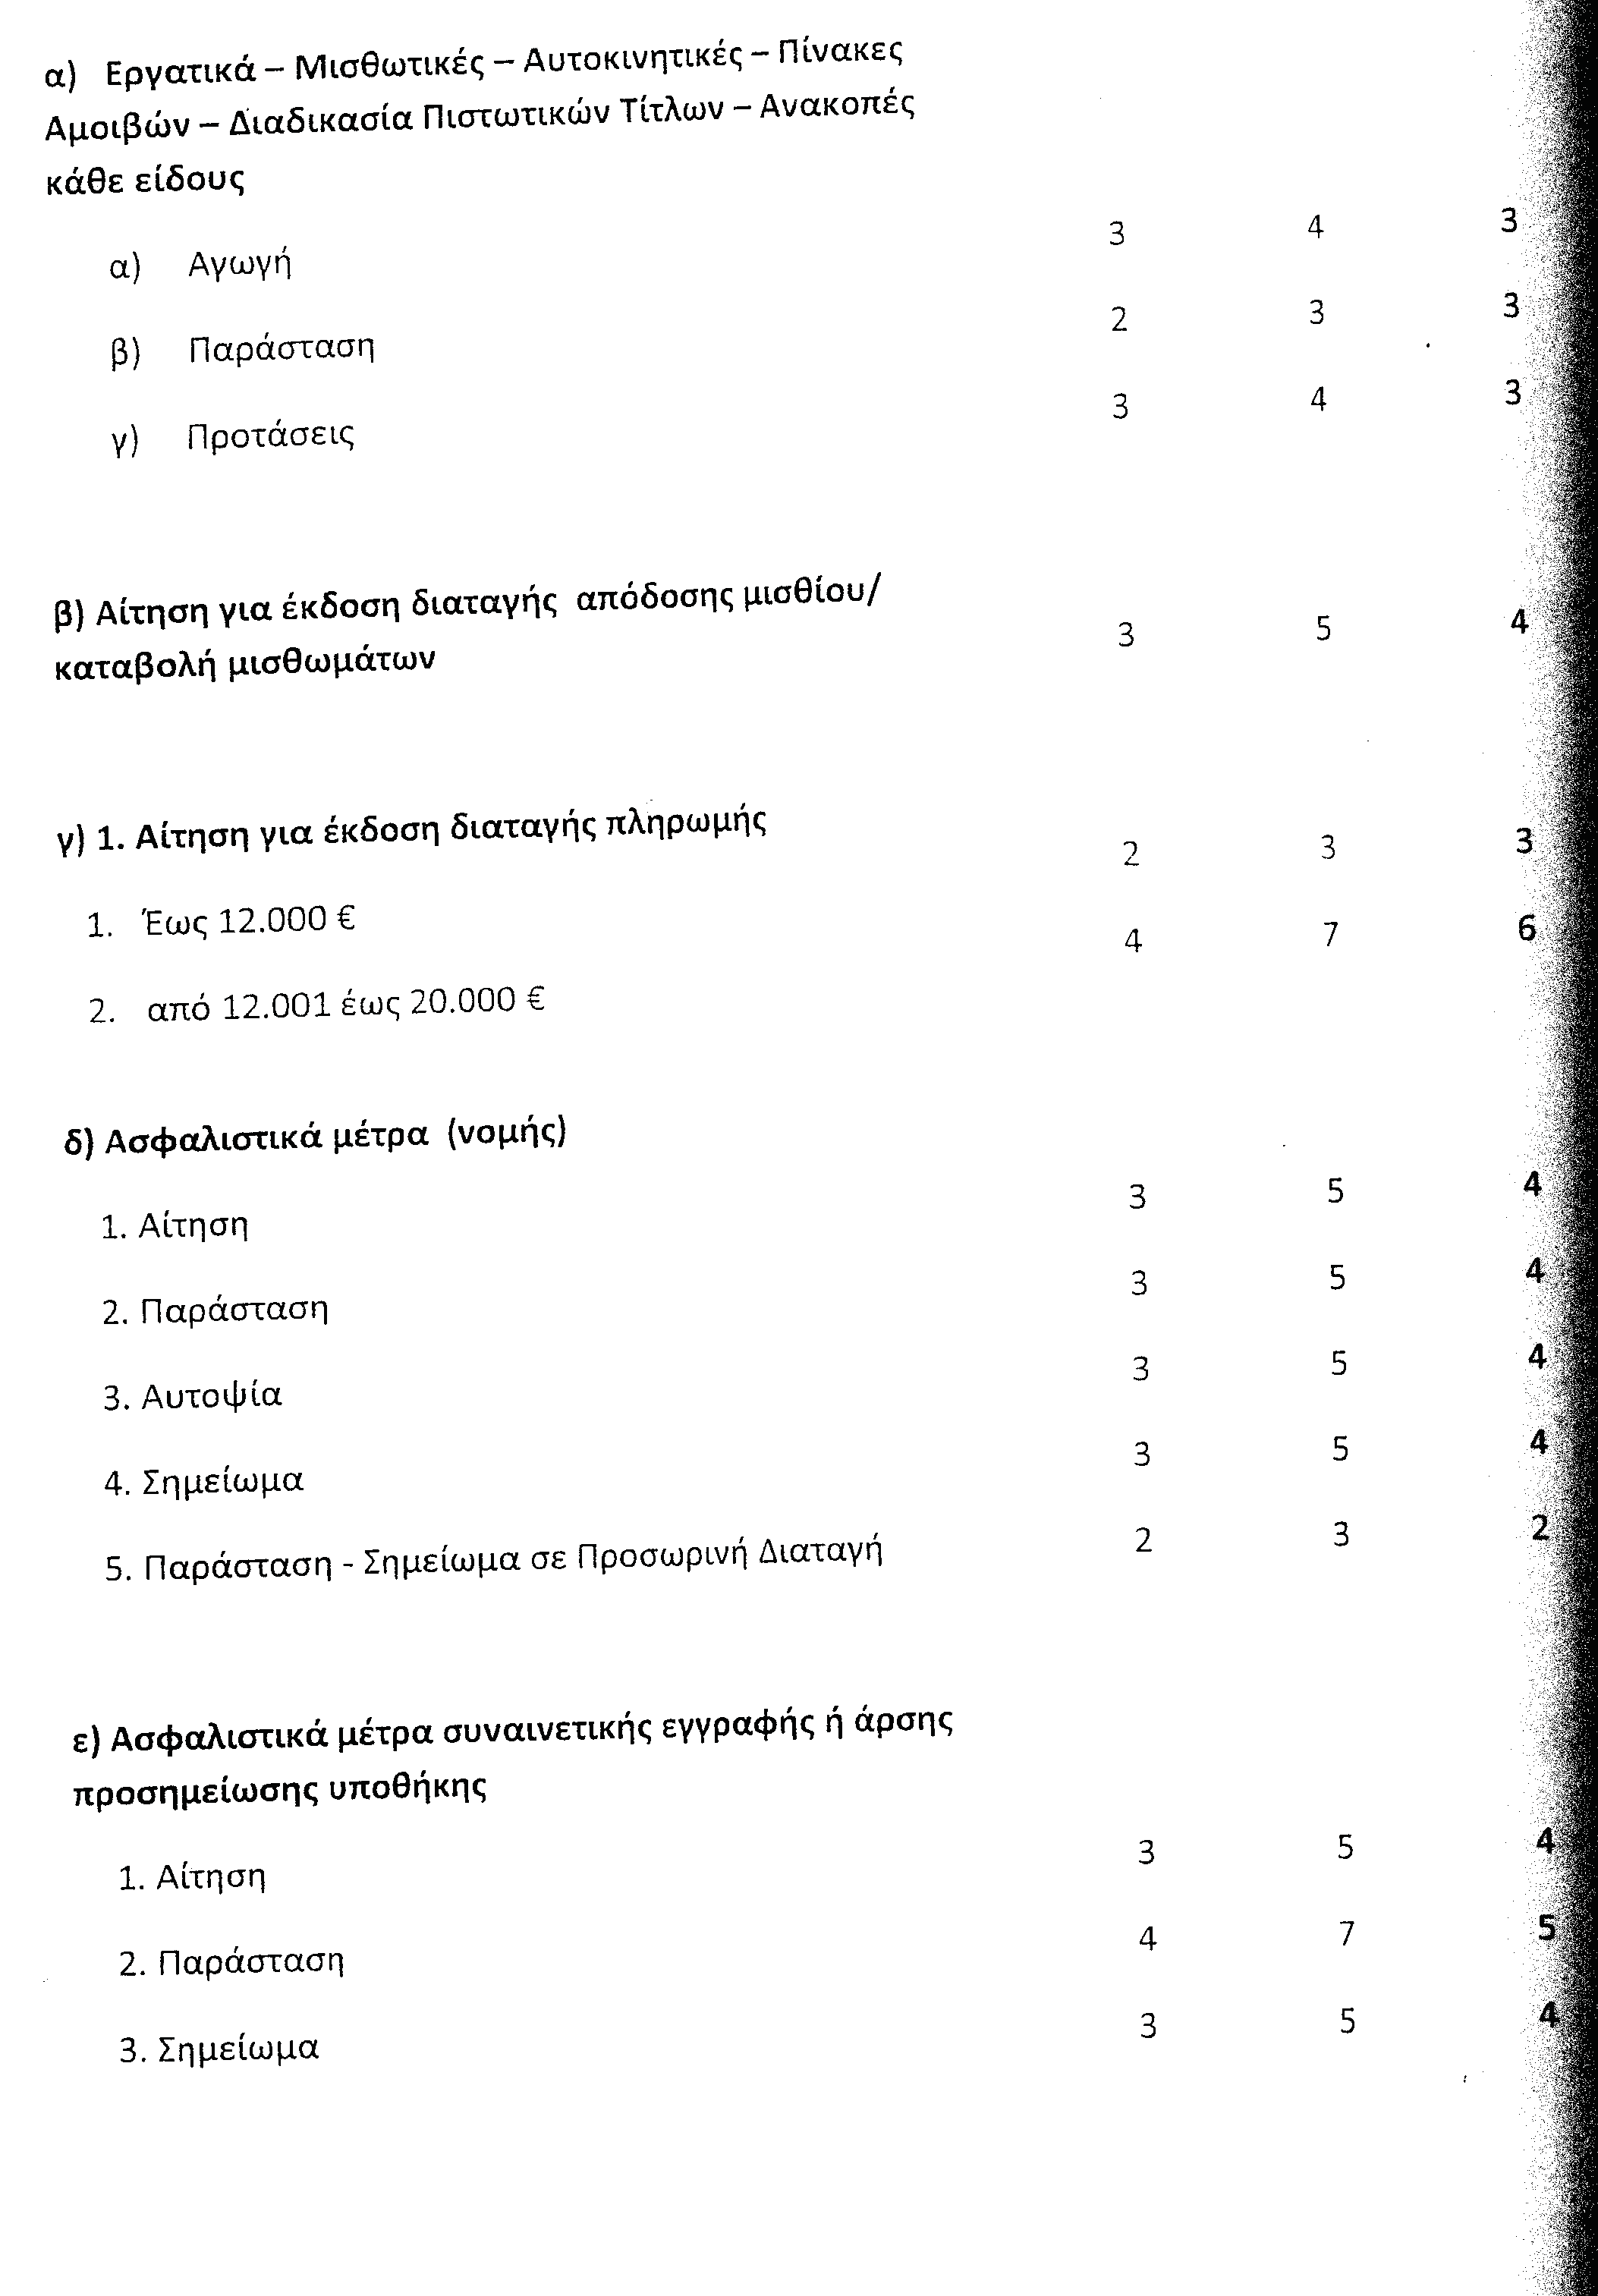 α) Εργατικά – Μισθωτικές – Αυτοκινητικές – Πίνακες
Αμοιβών – Διαδικασία Πιστωτικών Τίτλων – Ανακοπές
κάθε είδους
α) Αγωγή 3 4 3
β) Παράσταση 2 3 3
γ) Προτάσεις 3 4 3
β) Αίτηση για έκδοση διαταγής απόδοσης μισθίου/
καταβολή μισθωμάτων 3 5 4
γ) 1. Αίτηση για έκδοση διαταγής πληρωμής
1. Έως 12.000 € 2 3 3
2. από 12.001 έως 20.000 € 4 7 6
δ) Ασφαλιστικά μέτρα (νομής)
1. Αίτηση 3 5 4
2. Παράσταση 3 5 4
3. Αυτοψία 3 5 4
4. Σημείωμα 3 5 4
5. Παράσταση - Σημείωμα σε Προσωρινή Διαταγή 2 3 2
ε) Ασφαλιστικά μέτρα συναινετικής εγγραφής ή άρσης
προσημείωσης υποθήκης
1. Αίτηση 3 5 4
2. Παράσταση 4 7 5
3. Σημείωμα 3 5 4